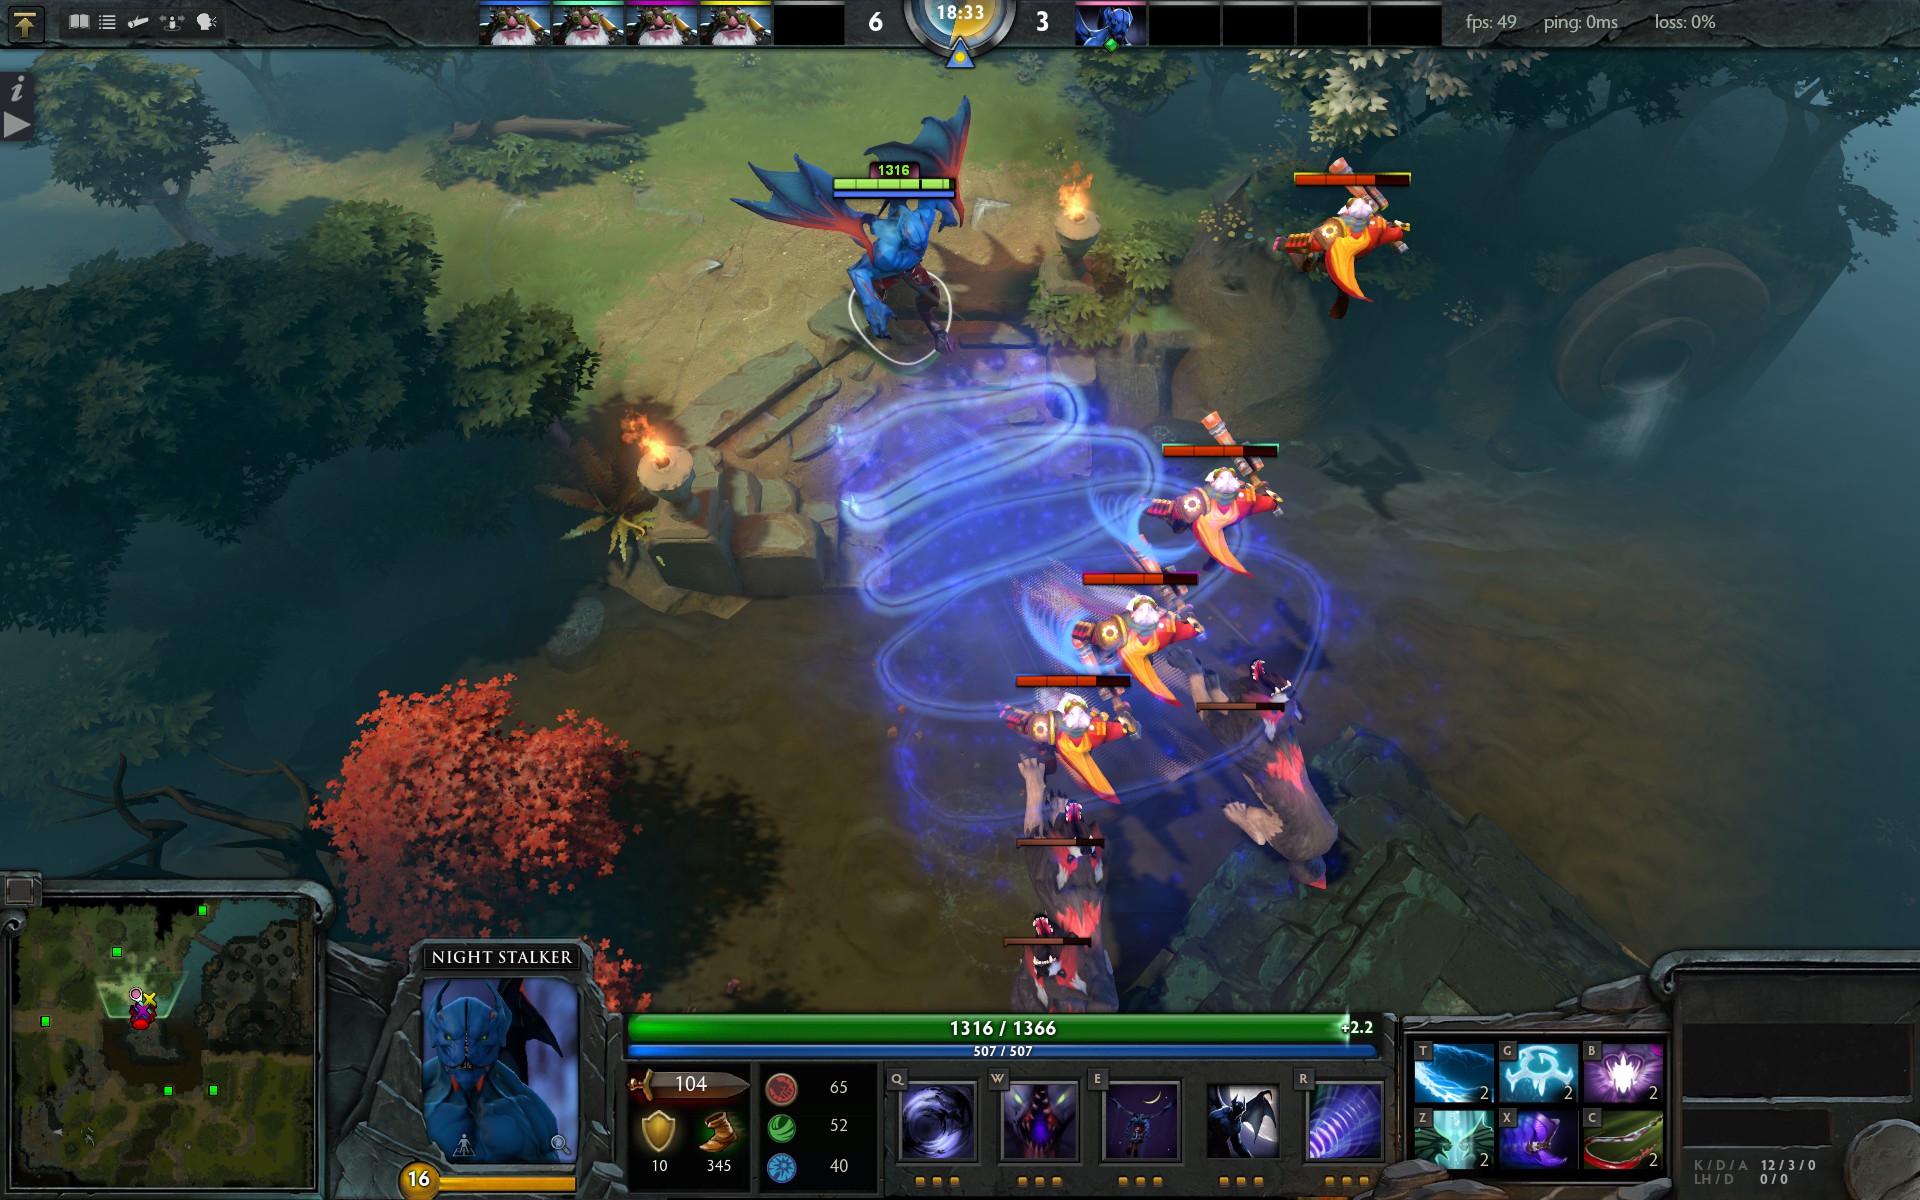 6
18:33
3
fps: 49 ping: 0ms loss: 0%
1316
NIGHT STALKER
16
1316 / 1366
+2.2
507 / 507
104
10
345
65
52
40
Q
W
E
R
T
2
G
2
B
2
Z
2
X
C
2
K / D / A 12 / 3 / 0
LH / D 0 / 0